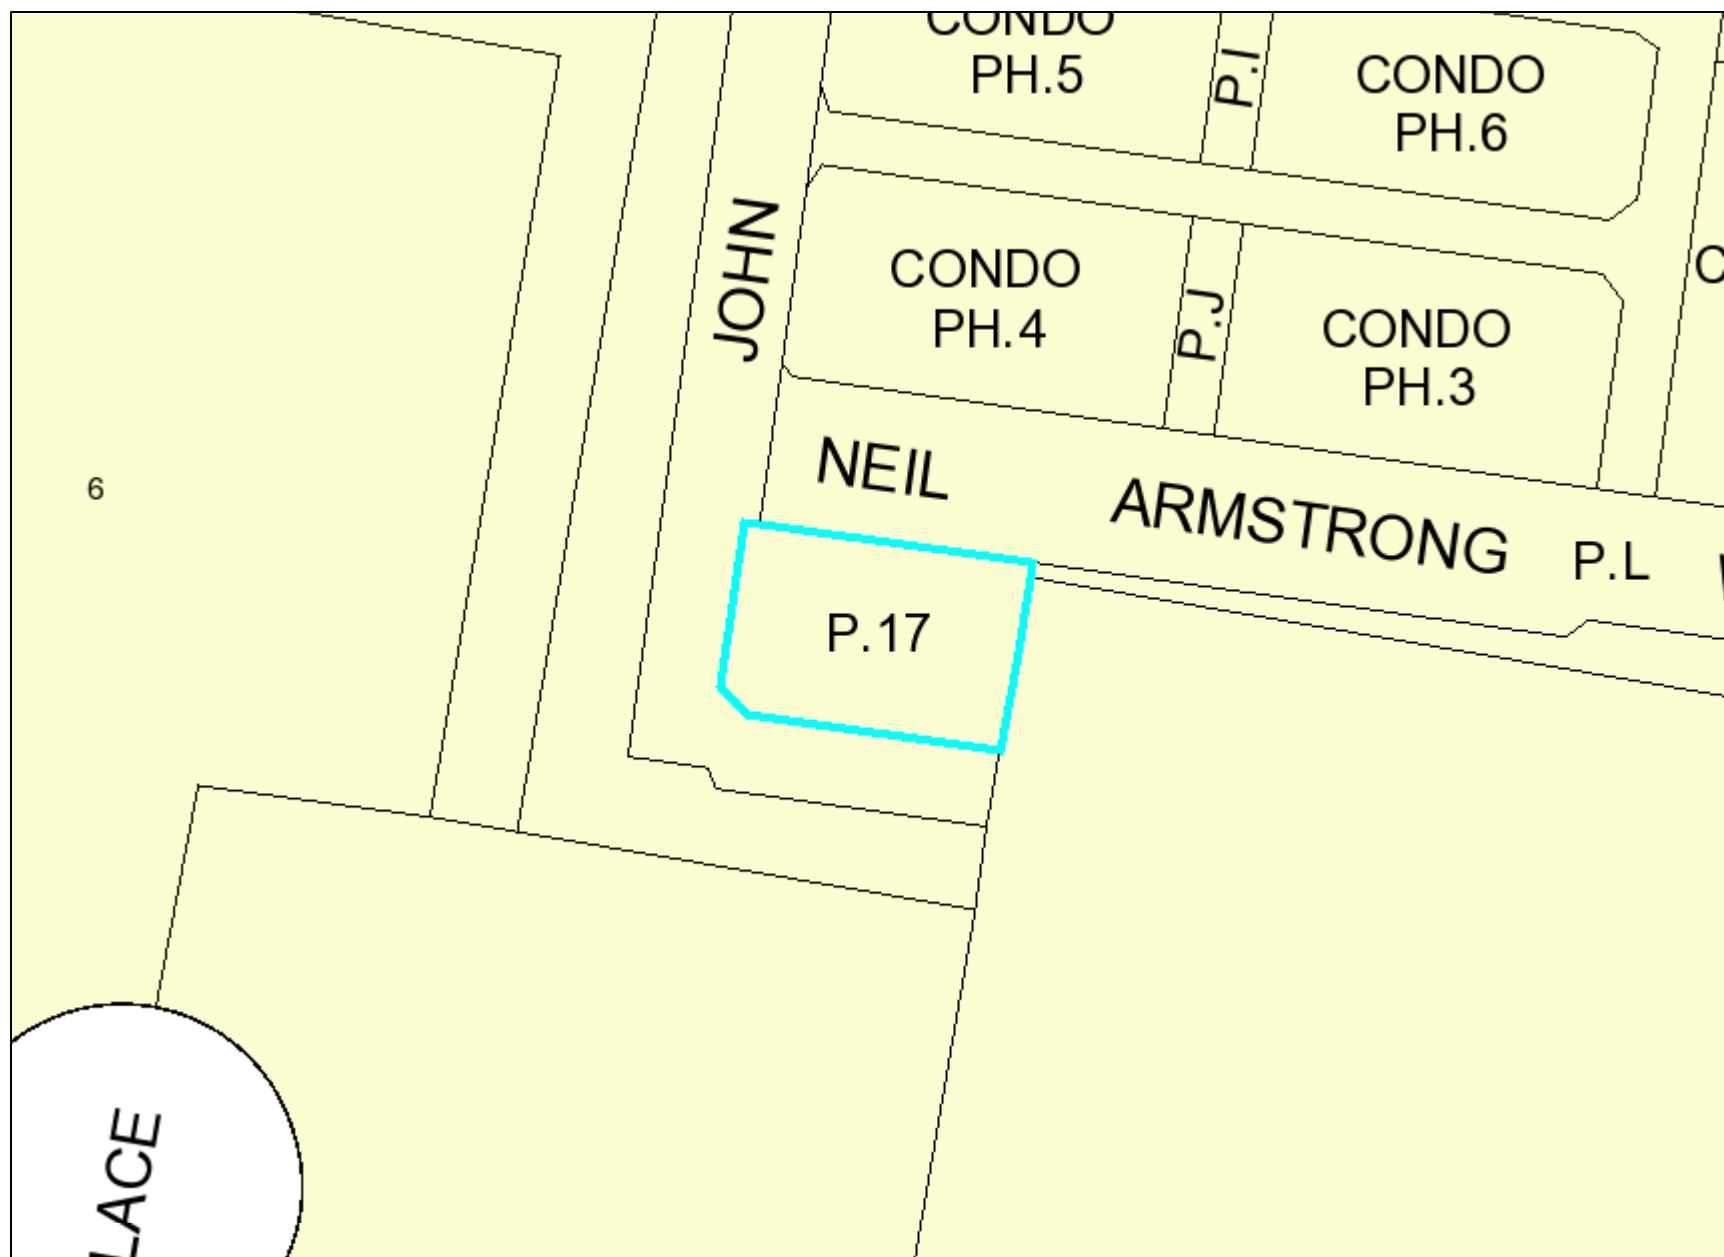 CONDO
PH.5
P.I
CONDO
PH.6
JOHN
CONDO
PH.4
P.J
CONDO
PH.3
6
NEIL ARMSTRONG P.L
P.17
LACE